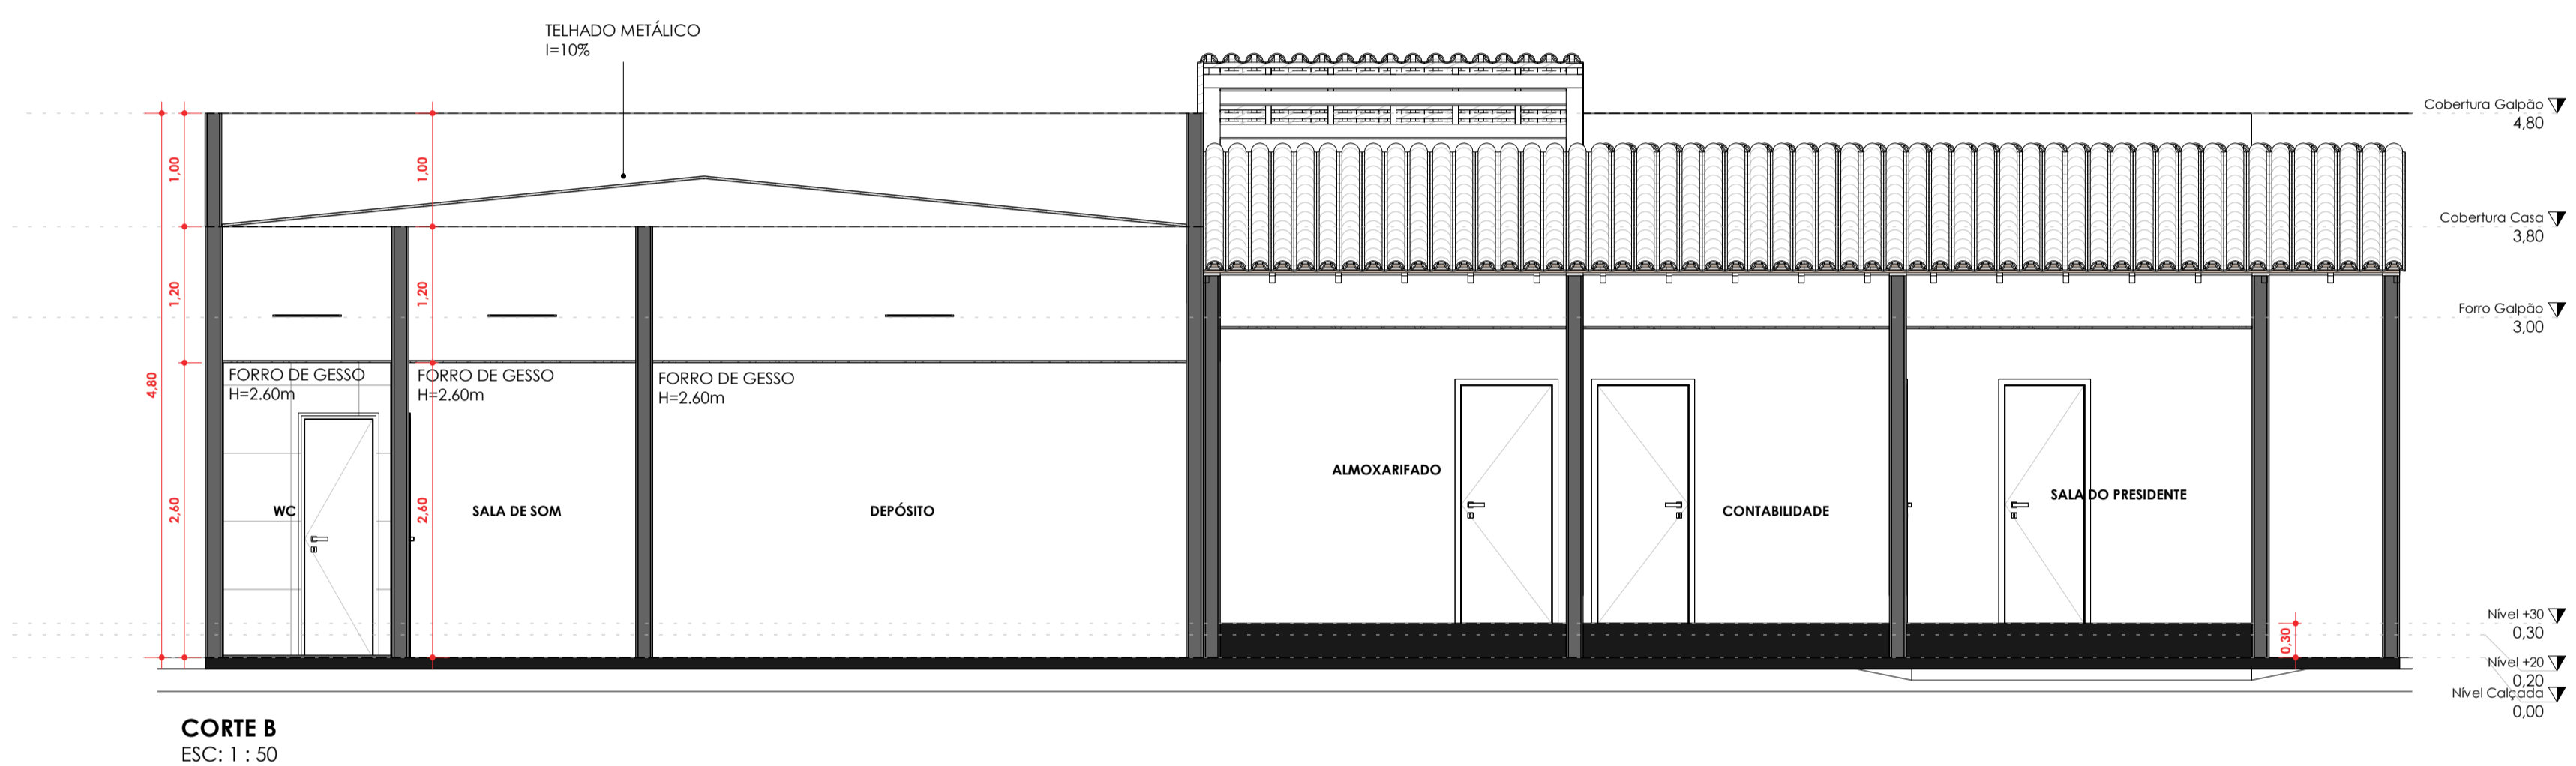 TELHADO METÁLICO
I=10%
Cobertura Galpão
4,80
1,00
1,00
Cobertura Casa
3,80
1,20
1,20
Forro Galpão
3,00
4,80
FORRO DE GESSO
H=2.60m
FORRO DE GESSO
H=2.60m
FORRO DE GESSO
H=2.60m
2,60
WC
2,60
SALA DE SOM
DEPÓSITO
ALMOXARIFADO
CONTABILIDADE
SALA DO PRESIDENTE
0,30
Nível +30
0,30
Nível +20
0,20
Nível Calçada
0,00
CORTE B
ESC: 1 : 50